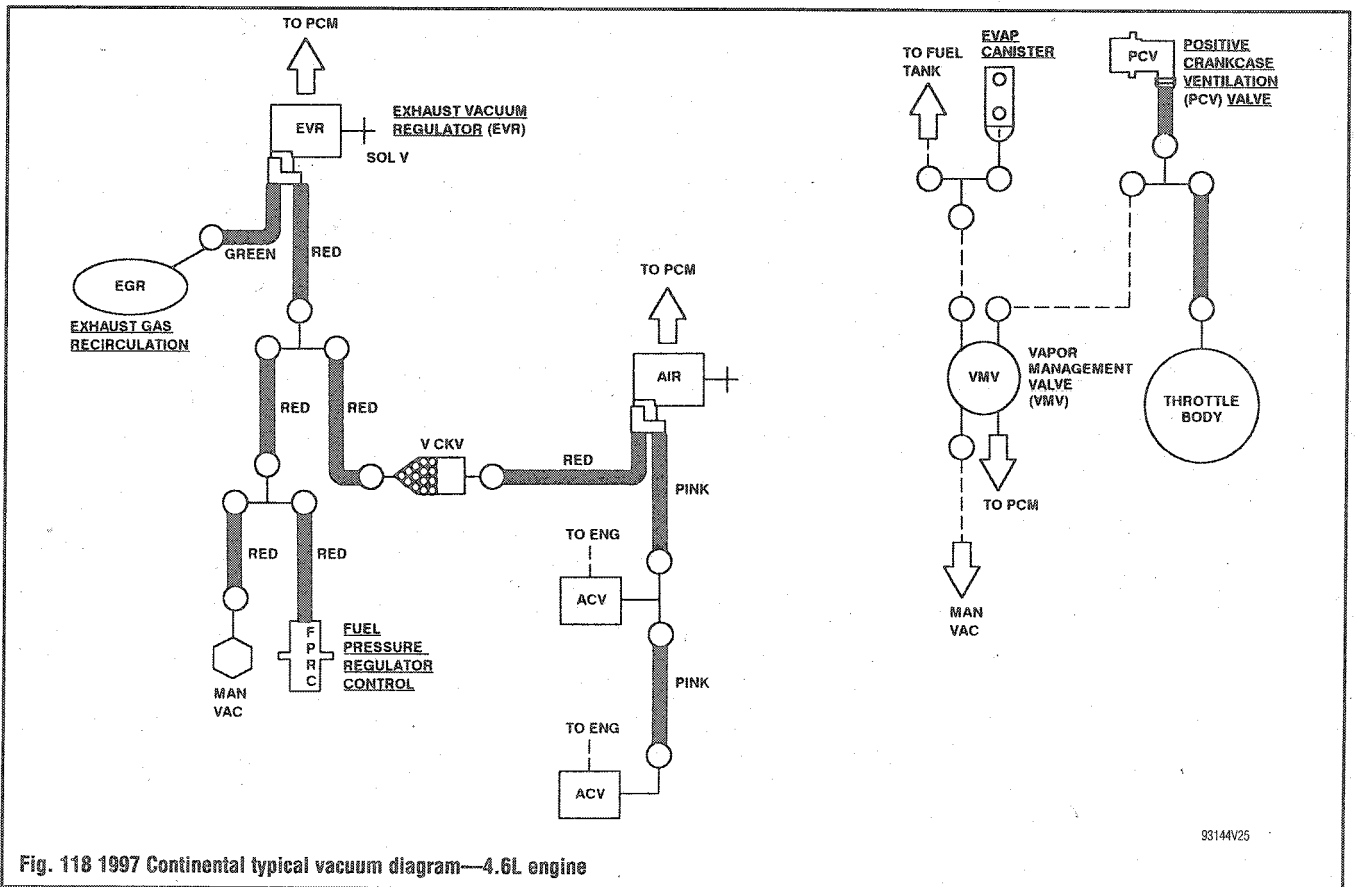 TO PCM
EVR
EXHAUST VACUUM
REGULATOR (EVR)
SOL V
GREEN
RED
EGR
EXHAUST GAS
RECIRCULATION
RED
RED
V CKV
RED
TO PCM
AIR
PINK
RED
RED
MAN
VAC
F
P
R
C
FUEL
PRESSURE
REGULATOR
CONTROL
TO ENG
ACV
PINK
TO ENG
ACV
TO FUEL
TANK
EVAP
CANISTER
PCV
POSITIVE
CRANKCASE
VENTILATION
(PCV) VALVE
VMV
VAPOR
MANAGEMENT
VALVE
(VMV)
THROTTLE
BODY
TO PCM
MAN
VAC
93144V25
Fig. 118 1997 Continental typical vacuum diagram—4.6L engine